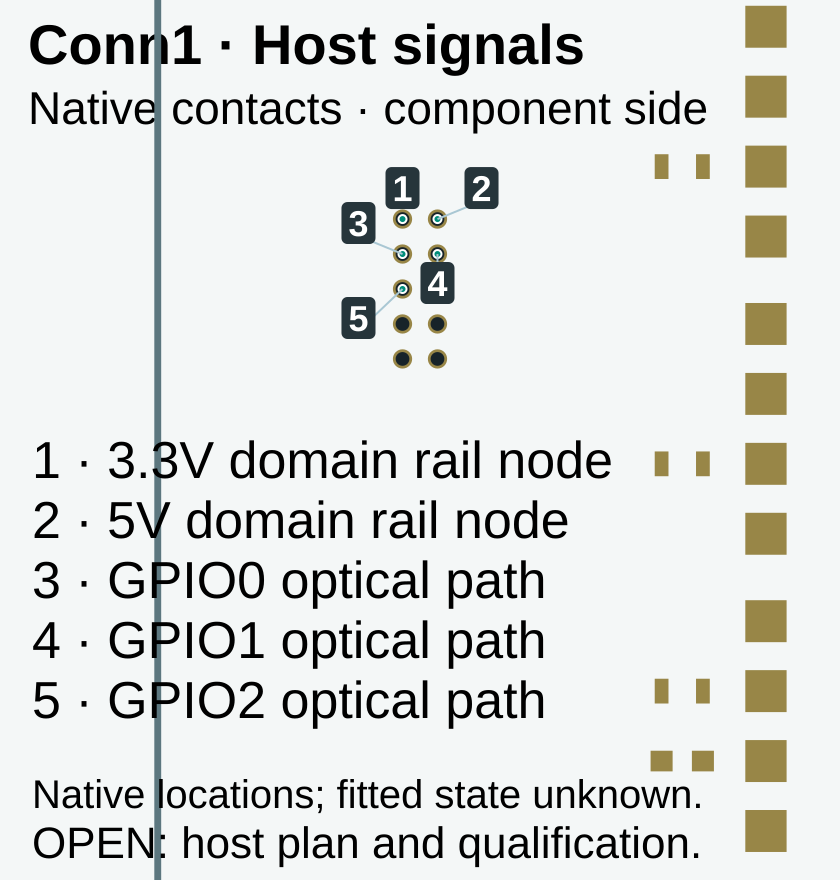 Conn1 · Host signals
Native contacts · component side
1 2
3
4
5
1 · 3.3V domain rail node
2 · 5V domain rail node
3 · GPIO0 optical path
4 · GPIO1 optical path
5 · GPIO2 optical path
Native locations; fitted state unknown.
OPEN: host plan and qualification.